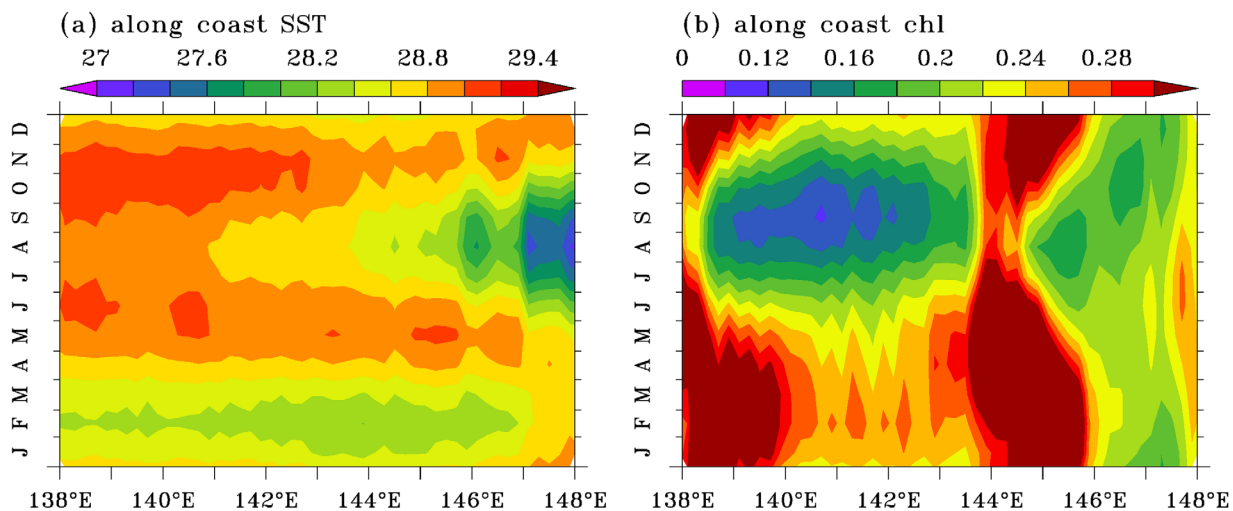 (a) along coast SST
27 27.6 28.2 28.8 29.4
D
N
O
S
A
J
J
M
A
M
F
J
138°E 140°E 142°E 144°E 146°E 148°E
(b) along coast chl
0 0.12 0.16 0.2 0.24 0.28
D
N
O
S
A
J
J
M
A
M
F
J
138°E 140°E 142°E 144°E 146°E 148°E